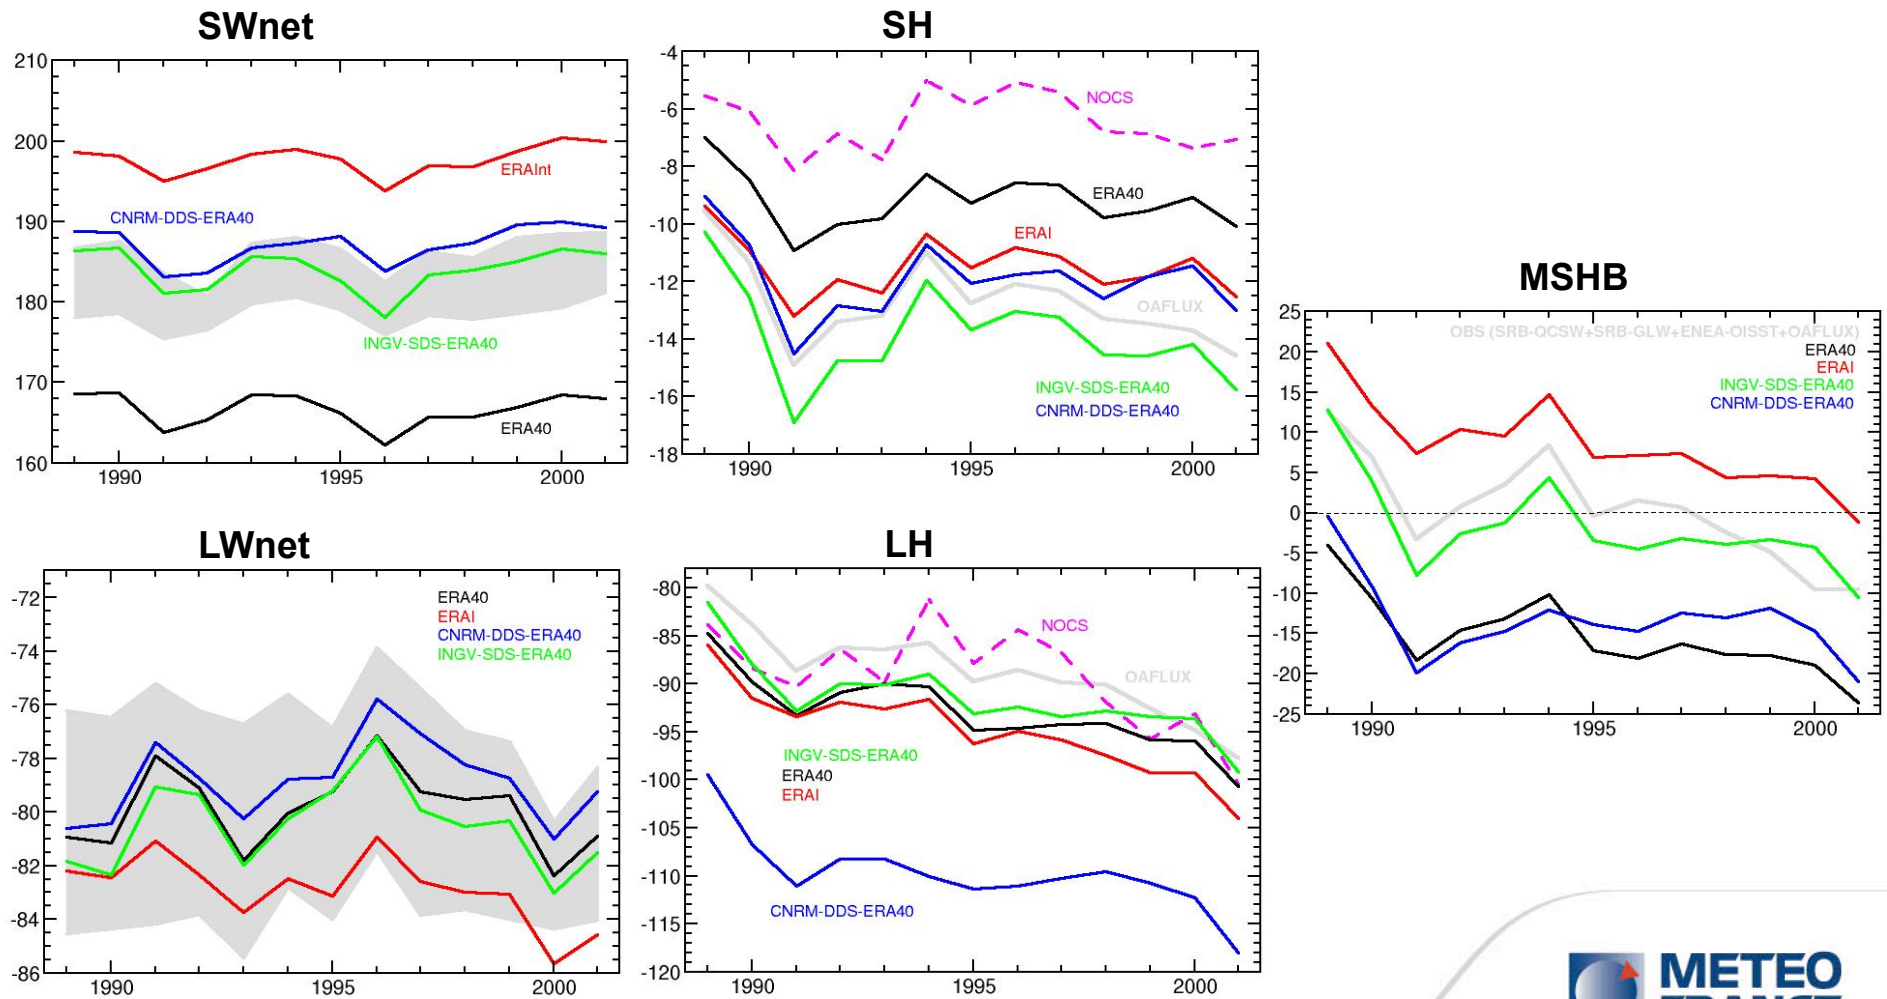 SWnet
210
200
190
180
170
160
1990
1995
2000
ERAInt
CNRM-DDS-ERA40
INGV-SDS-ERA40
ERA40
SH
-4
-6
-8
-10
-12
-14
-16
-18
1990
1995
2000
NOCS
ERA40
ERAI
OAFLUX
INGV-SDS-ERA40
CNRM-DDS-ERA40
MSHB
25
20
15
10
5
0
-5
-10
-15
-20
-25
1990
1995
2000
OBS (SRB-QCSW+SRB-GLW+ENEA-OISST+OAFLUX)
ERA40
ERAI
INGV-SDS-ERA40
CNRM-DDS-ERA40
LWnet
-72
-74
-76
-78
-80
-82
-84
-86
1990
1995
2000
ERA40
ERAI
CNRM-DDS-ERA40
INGV-SDS-ERA40
LH
-80
-85
-90
-95
-100
-105
-110
-115
-120
1990
1995
2000
NOCS
OAFLUX
INGV-SDS-ERA40
ERA40
ERAI
CNRM-DDS-ERA40
METEO
FRANCE